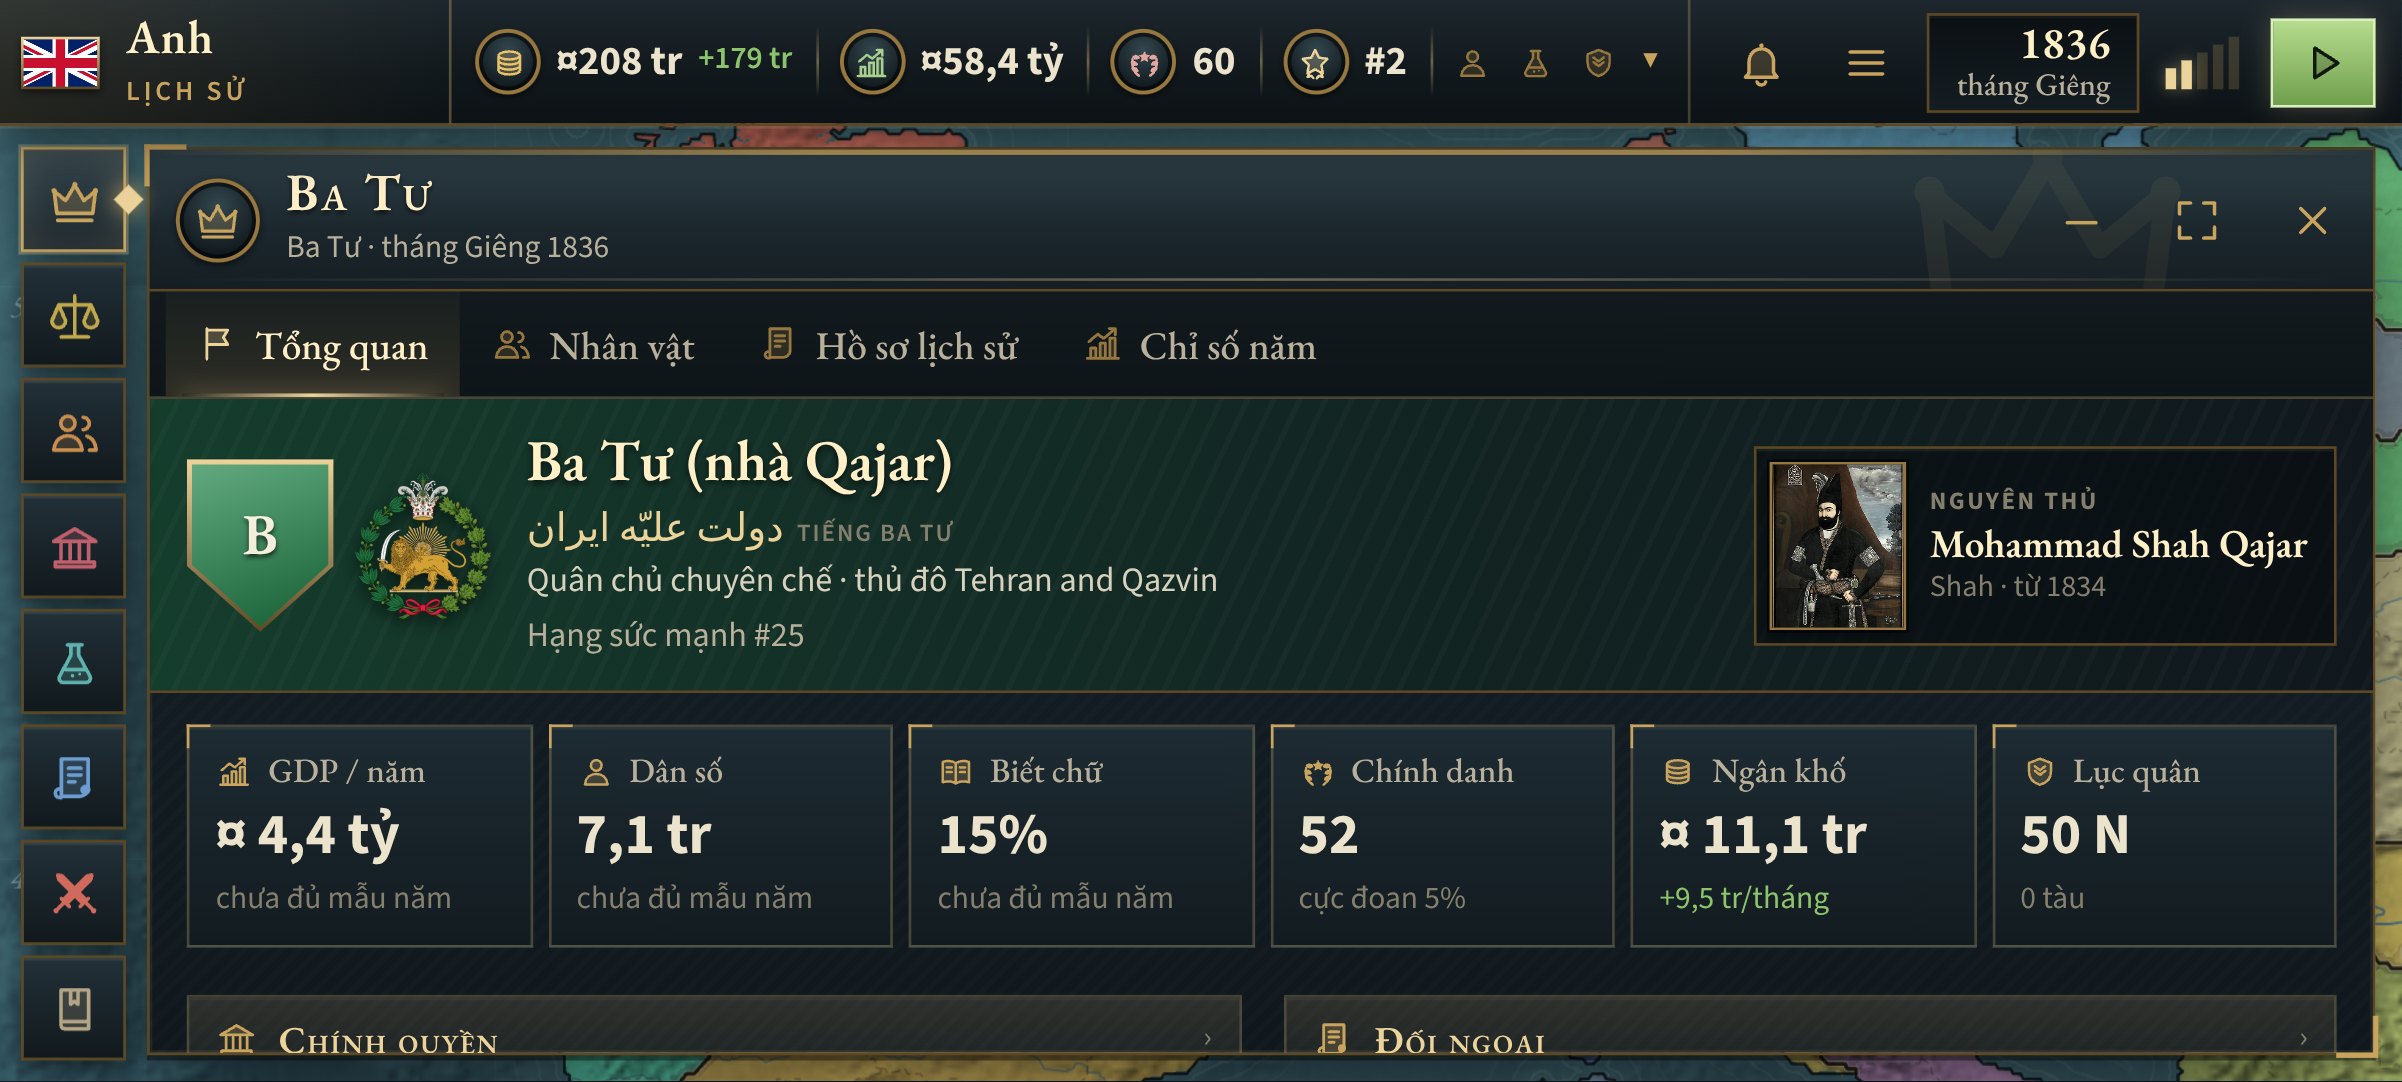 Anh
LỊCH SỬ
¤208 tr +179 tr
¤58,4 tỷ
60
#2
1836
tháng Giêng
Ba Tư
Ba Tư · tháng Giêng 1836
Tổng quan
Nhân vật
Hồ sơ lịch sử
Chỉ số năm
B
Ba Tư (nhà Qajar)
دولت علیّه ایران TIẾNG BA TƯ
Quân chủ chuyên chế · thủ đô Tehran and Qazvin
Hạng sức mạnh #25
NGUYÊN THỦ
Mohammad Shah Qajar
Shah · từ 1834
GDP / năm
¤ 4,4 tỷ
chưa đủ mẫu năm
Dân số
7,1 tr
chưa đủ mẫu năm
Biết chữ
15%
chưa đủ mẫu năm
Chính danh
52
cực đoan 5%
Ngân khố
¤ 11,1 tr
+9,5 tr/tháng
Lục quân
50 N
0 tàu
Chính quyền
Đối ngoại